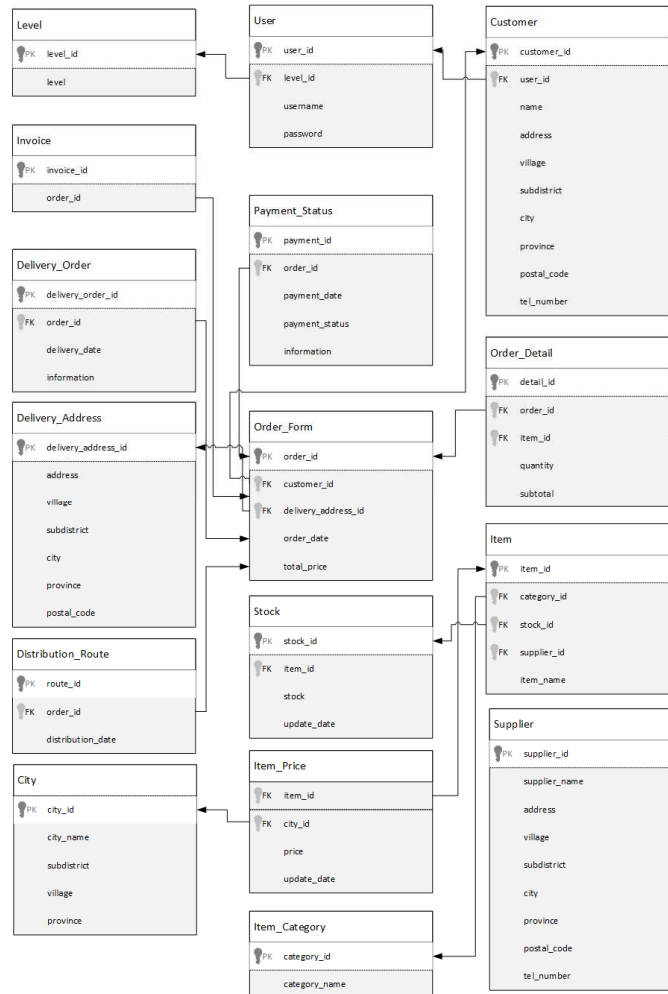 Level
PK level_id
level
User
PK user_id
FK level_id
username
password
Customer
PK customer_id
FK user_id
name
address
village
subdistrict
city
province
postal_code
tel_number
Invoice
PK invoice_id
order_id
Payment_Status
PK payment_id
FK order_id
payment_date
payment_status
information
Delivery_Order
PK delivery_order_id
FK order_id
delivery_date
information
Order_Detail
PK detail_id
FK order_id
FK item_id
quantity
subtotal
Delivery_Address
PK delivery_address_id
address
village
subdistrict
city
province
postal_code
Order_Form
PK order_id
FK customer_id
FK delivery_address_id
order_date
total_price
Item
PK item_id
FK category_id
FK stock_id
FK supplier_id
item_name
Stock
PK stock_id
FK item_id
stock
update_date
Distribution_Route
PK route_id
FK order_id
distribution_date
Supplier
PK supplier_id
supplier_name
address
village
subdistrict
city
province
postal_code
tel_number
City
PK city_id
city_name
subdistrict
village
province
Item_Price
FK item_id
FK city_id
price
update_date
Item_Category
PK category_id
category_name